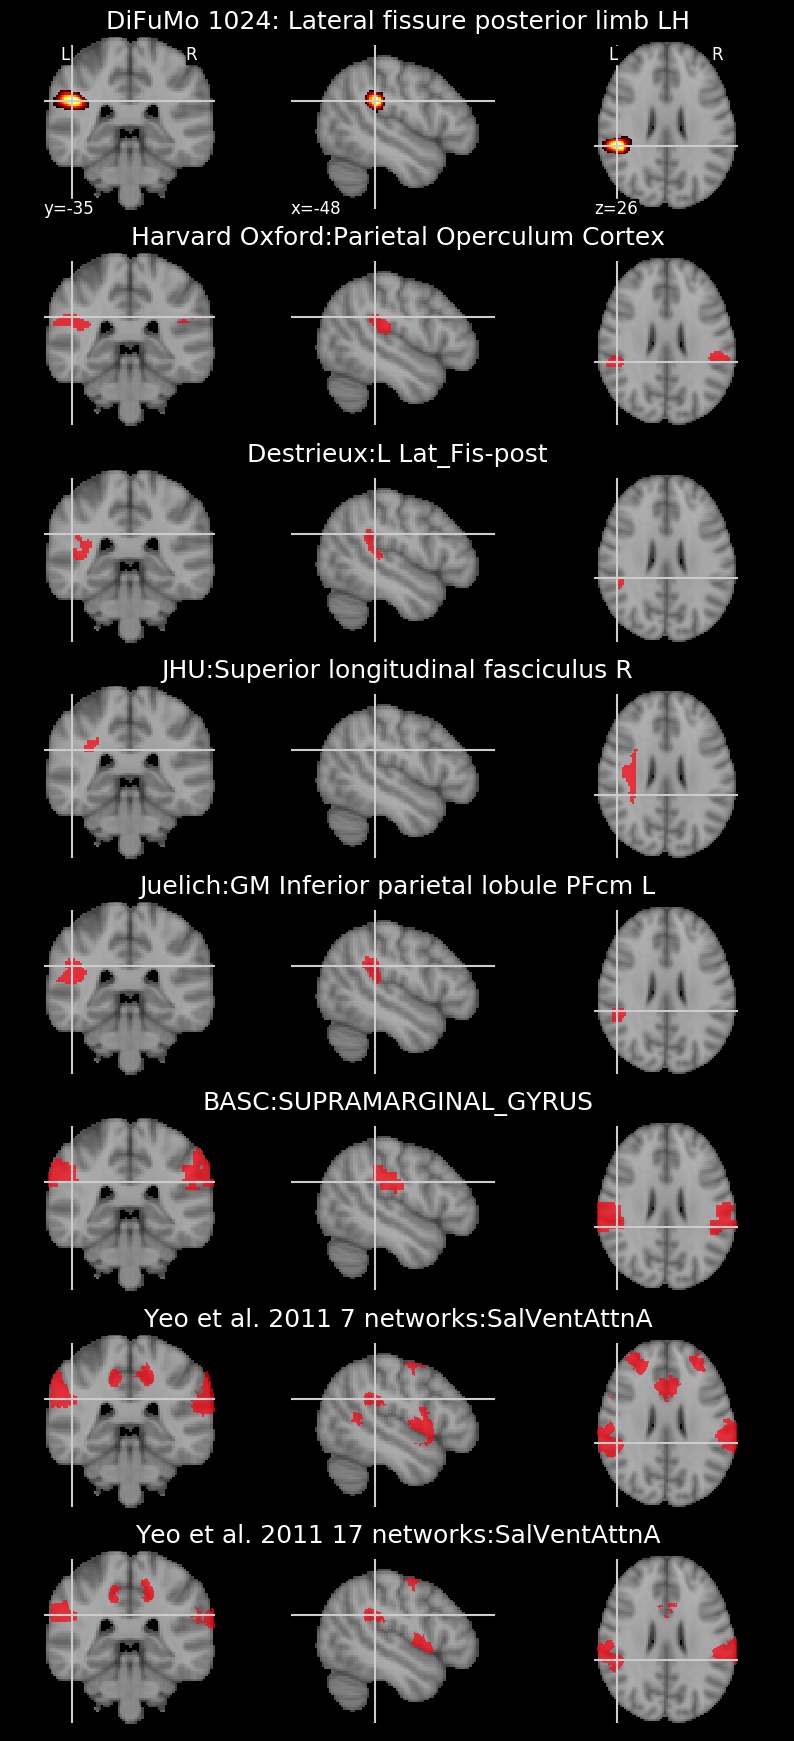 DiFuMo 1024: Lateral fissure posterior limb LH
L R L R
y=-35 x=-48 z=26
Harvard Oxford:Parietal Operculum Cortex
Destrieux:L Lat_Fis-post
JHU:Superior longitudinal fasciculus R
Juelich:GM Inferior parietal lobule PFcm L
BASC:SUPRAMARGINAL_GYRUS
Yeo et al. 2011 7 networks:SalVentAttnA
Yeo et al. 2011 17 networks:SalVentAttnA